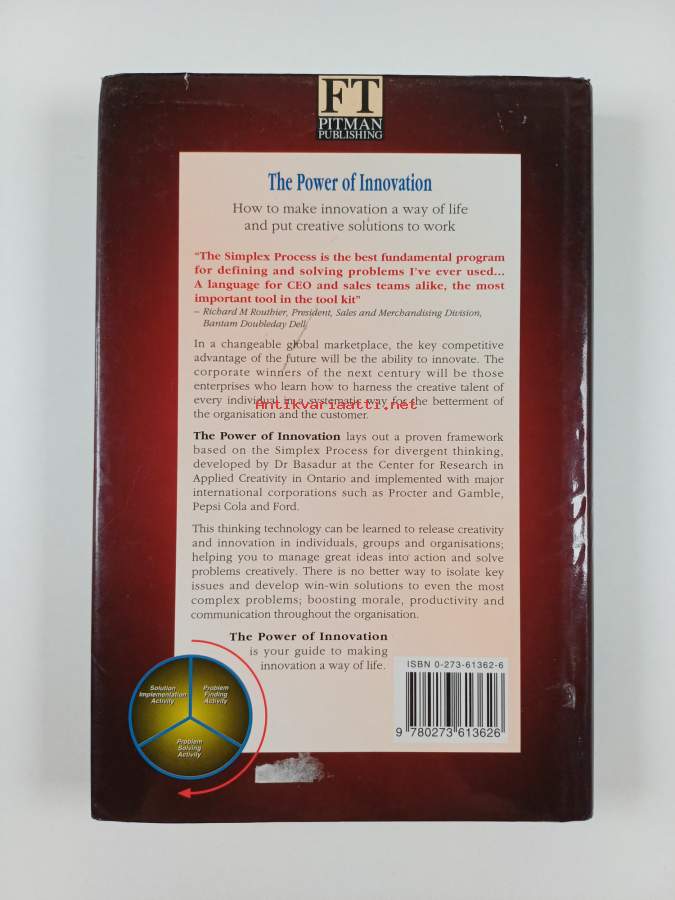 FT
PITMAN
PUBLISHING
The Power of Innovation
How to make innovation a way of life
and put creative solutions to work
"The Simplex Process is the best fundamental program
for defining and solving problems I've ever used...
A language for CEO and sales teams alike, the most
important tool in the tool kit"
– Richard M Routhier, President, Sales and Merchandising Division,
Bantam Doubleday Dell
In a changeable global marketplace, the key competitive
advantage of the future will be the ability to innovate. The
corporate winners of the next century will be those
enterprises who learn how to harness the creative talent of
every individual in a systematic way for the betterment of
Antikvariaatti.net
the organisation and the customer.
The Power of Innovation lays out a proven framework
based on the Simplex Process for divergent thinking,
developed by Dr Basadur at the Center for Research in
Applied Creativity in Ontario and implemented with major
international corporations such as Procter and Gamble,
Pepsi Cola and Ford.
This thinking technology can be learned to release creativity
and innovation in individuals, groups and organisations;
helping you to manage great ideas into action and solve
problems creatively. There is no better way to isolate key
issues and develop win-win solutions to even the most
complex problems; boosting morale, productivity and
communication throughout the organisation.
The Power of Innovation
is your guide to making
innovation a way of life.
Solution
Implementation
Activity
Problem
Finding
Activity
Problem
Solving
Activity
ISBN 0-273-61362-6
9 780273 613626